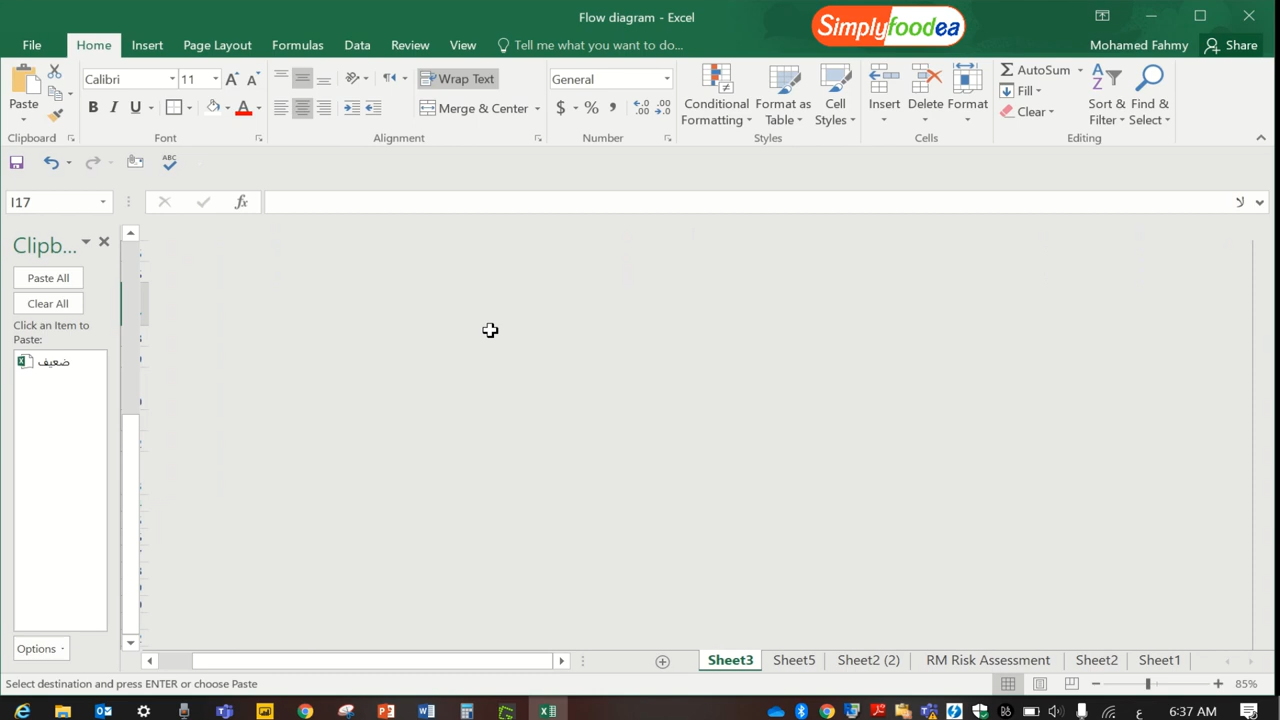 Flow diagram - Excel
Simplyfoodea
File Home Insert Page Layout Formulas Data Review View Tell me what you want to do... Mohamed Fahmy Share
Calibri 11 Wrap Text General AutoSum
Paste Fill
B I U Merge & Center $ % Conditional Formatting Format as Table Cell Styles Insert Delete Format Clear Sort & Filter Find & Select
Clipboard Font Alignment Number Styles Cells Editing
ABC
I17 fx لا
Clipb...
Paste All
Clear All
Click an Item to
Paste:
ضعيف
Options
Sheet3 Sheet5 Sheet2 (2) RM Risk Assessment Sheet2 Sheet1
Select destination and press ENTER or choose Paste 85%
ع 6:37 AM